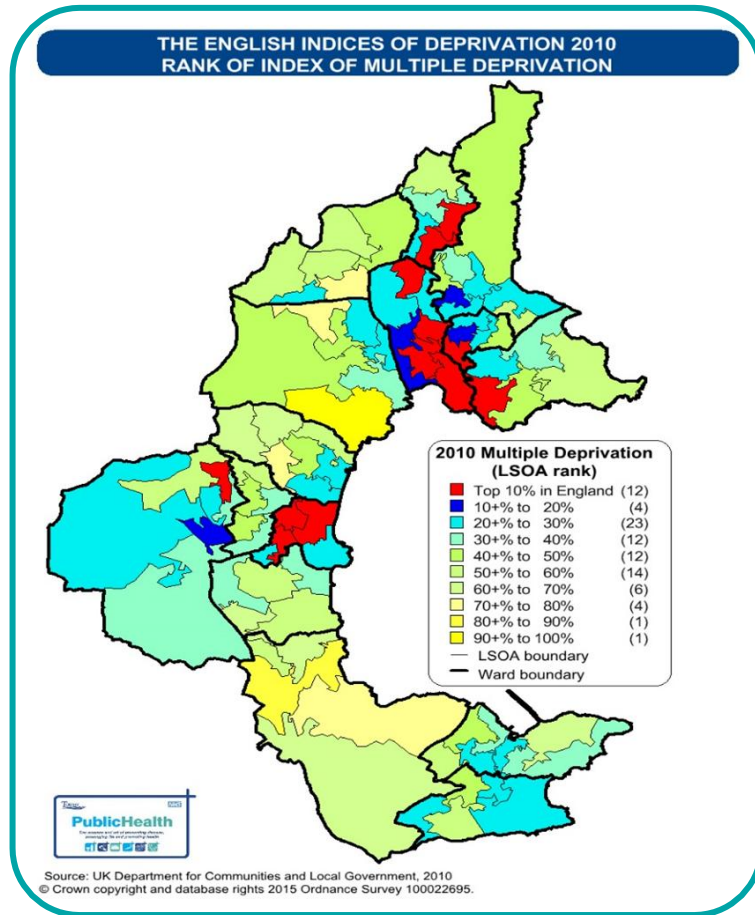 THE ENGLISH INDICES OF DEPRIVATION 2010
RANK OF INDEX OF MULTIPLE DEPRIVATION
2010 Multiple Deprivation
(LSOA rank)
Top 10% in England (12)
10+% to 20% (4)
20+% to 30% (23)
30+% to 40% (12)
40+% to 50% (12)
50+% to 60% (14)
60+% to 70% (6)
70+% to 80% (4)
80+% to 90% (1)
90+% to 100% (1)
LSOA boundary
Ward boundary
PublicHealth
Source: UK Department for Communities and Local Government, 2010
© Crown copyright and database rights 2015 Ordnance Survey 100022695.